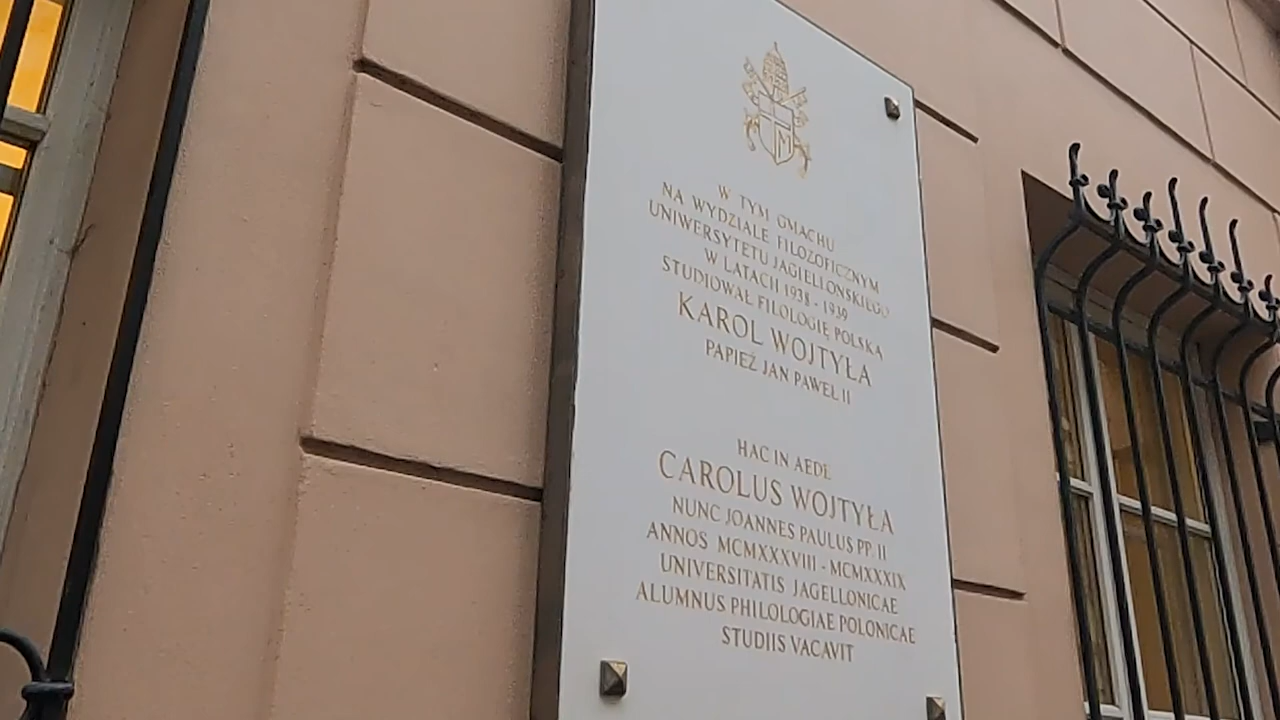 M
W TYM GMACHU
NA WYDZIALE FILOZOFICZNYM
UNIWERSYTETU JAGIELLOŃSKIEGO
W LATACH 1938 - 1939
STUDIOWAŁ FILOLOGIĘ POLSKĄ
KAROL WOJTYŁA
PAPIEŻ JAN PAWEŁ II
HAC IN AEDE
CAROLUS WOJTYŁA
NUNC JOANNES PAULUS PP. II
ANNOS MCMXXXVIII - MCMXXXIX
UNIVERSITATIS JAGELLONICAE
ALUMNUS PHILOLOGIAE POLONICAE
STUDIIS VACAVIT